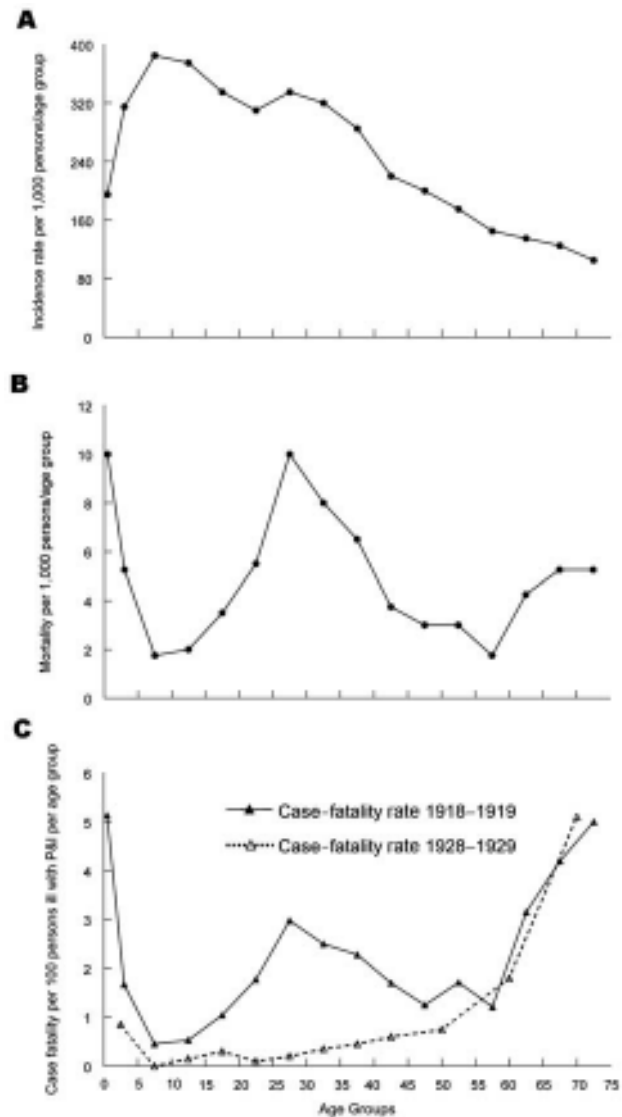 A
Incidence rate per 1,000 persons/age group
400
320
240
160
80
0
B
Mortality per 1,000 persons/age group
12
10
8
6
4
2
0
C
Case fatality per 100 persons ill with P&I per age group
6
5
4
3
2
1
0
Case-fatality rate 1918–1919
Case-fatality rate 1928–1929
0 5 10 15 20 25 30 35 40 45 50 55 60 65 70 75
Age Groups